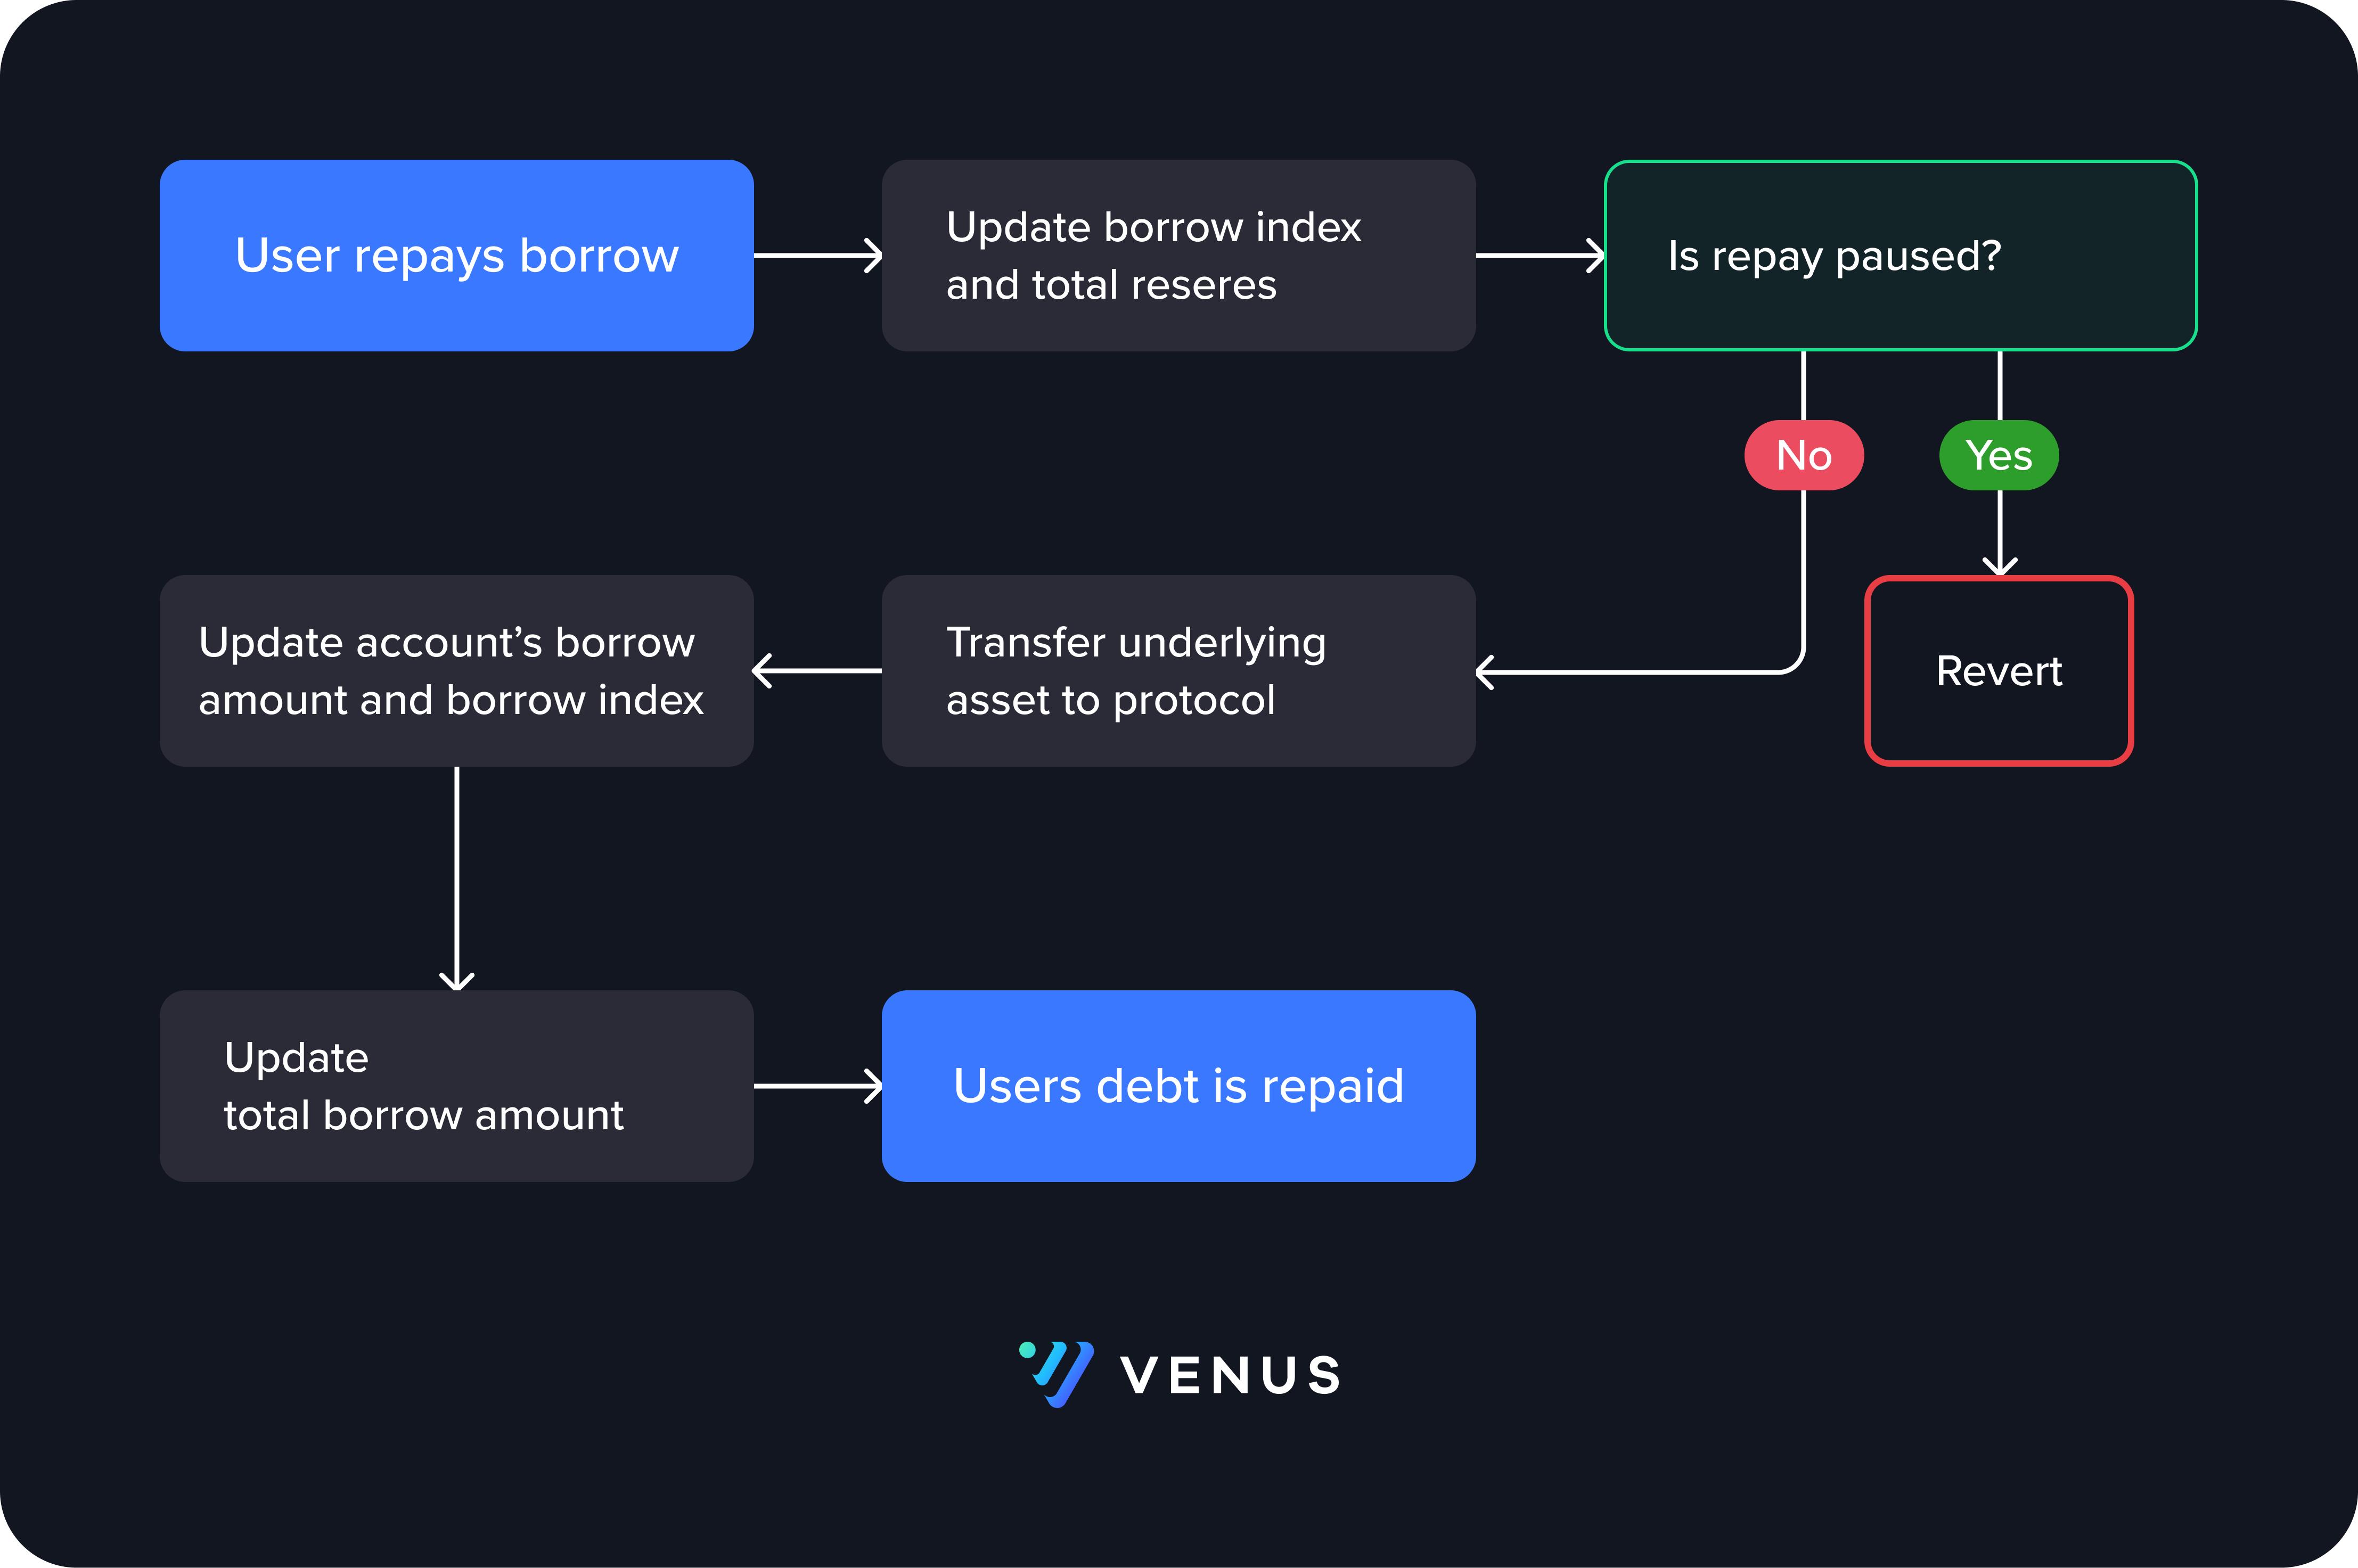 User repays borrow
Update borrow index
and total reseres
Is repay paused?
No
Yes
Update account’s borrow
amount and borrow index
Transfer underlying
asset to protocol
Revert
Update
total borrow amount
Users debt is repaid
VENUS